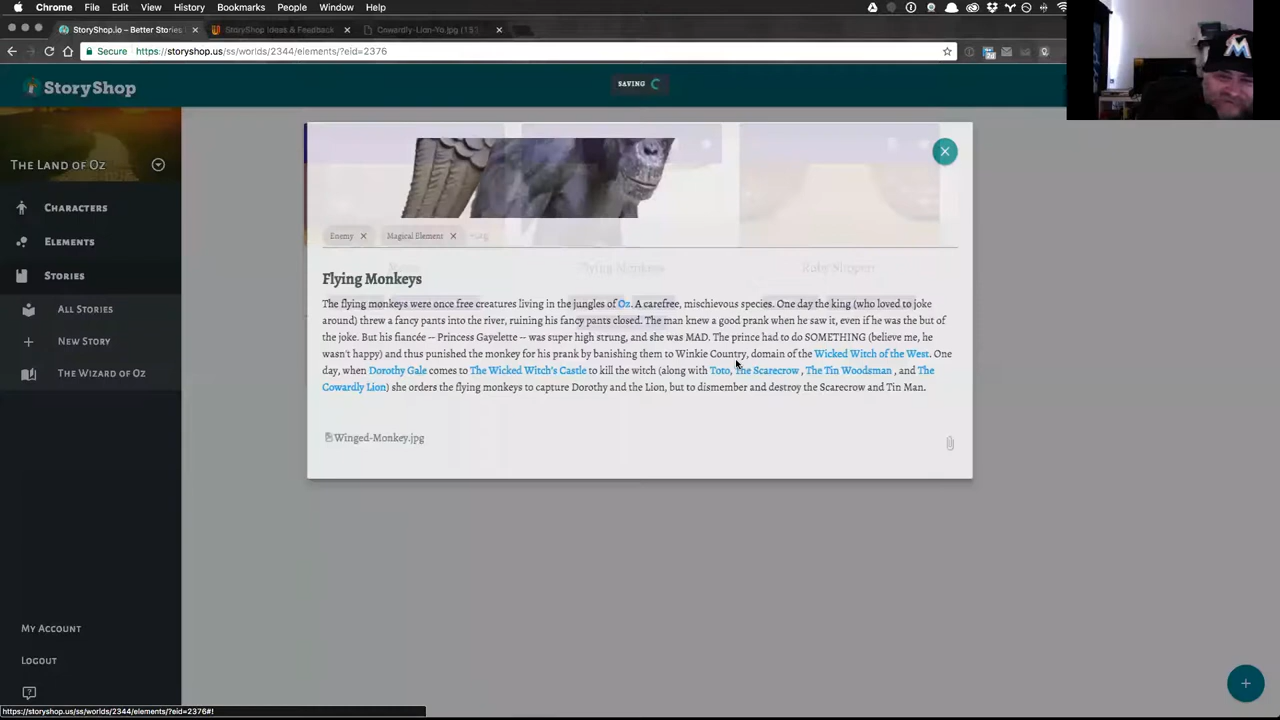 Chrome File Edit View History Bookmarks People Window Help
StoryShop.io – Better Stories
StoryShop Ideas & Feedback
Cowardly-Lion-Yo.jpg (15
Secure https://storyshop.us/ss/worlds/2344/elements/?eid=2376
StoryShop
SAVING
The Land of Oz
Characters
Elements
Stories
All Stories
New Story
The Wizard of Oz
My Account
Logout
Enemy
Magical Element
+tag
Flying Monkeys
Ruby Slippers
Flying Monkeys
The flying monkeys were once free creatures living in the jungles of Oz. A carefree, mischievous species. One day the king (who loved to joke
around) threw a fancy pants into the river, ruining his fancy pants closed. The man knew a good prank when he saw it, even if he was the but of
the joke. But his fiancée -- Princess Gayelette -- was super high strung, and she was MAD. The prince had to do SOMETHING (believe me, he
wasn't happy) and thus punished the monkey for his prank by banishing them to Winkie Country, domain of the Wicked Witch of the West. One
day, when Dorothy Gale comes to The Wicked Witch's Castle to kill the witch (along with Toto, The Scarecrow , The Tin Woodsman , and The
Cowardly Lion) she orders the flying monkeys to capture Dorothy and the Lion, but to dismember and destroy the Scarecrow and Tin Man.
Winged-Monkey.jpg
https://storyshop.us/ss/worlds/2344/elements/?eid=2376#!